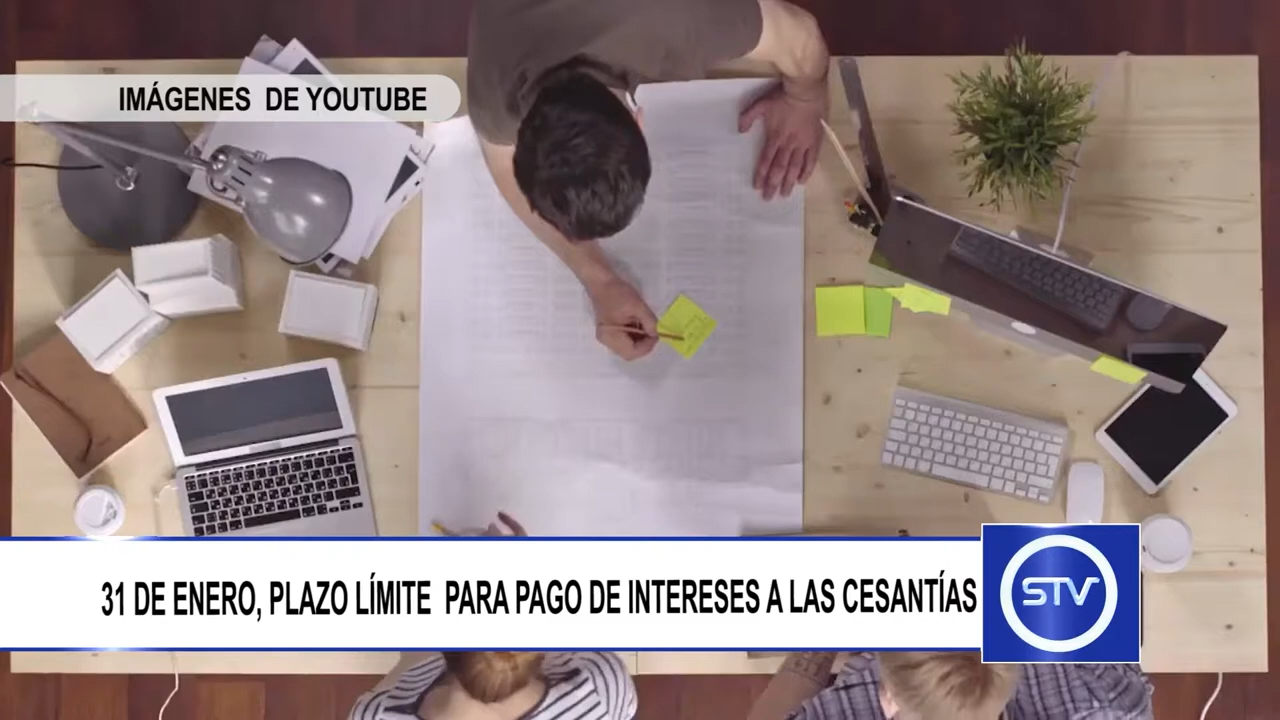 IMÁGENES DE YOUTUBE
31 DE ENERO, PLAZO LÍMITE PARA PAGO DE INTERESES A LAS CESANTÍAS
STV